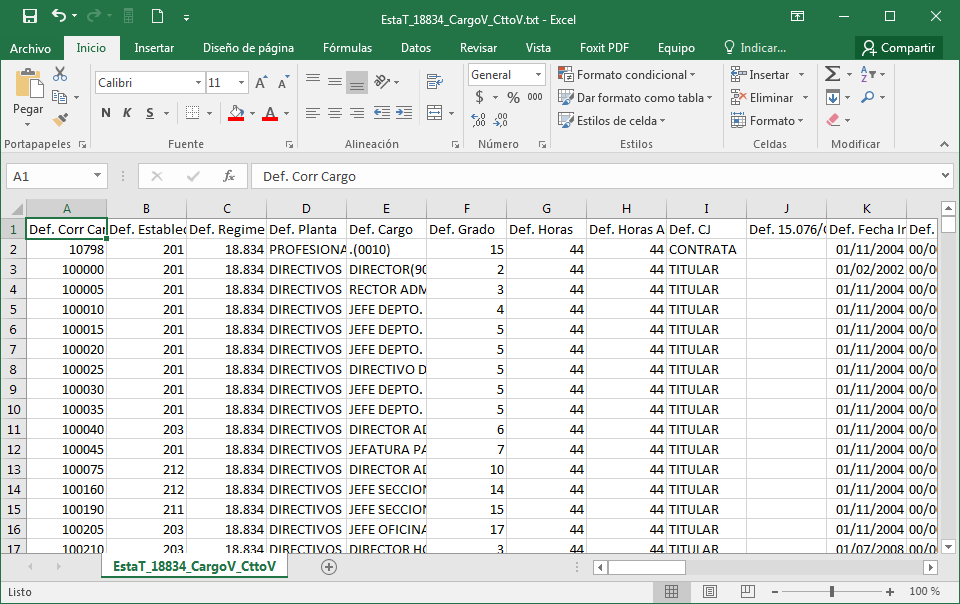 EstaT_18834_CargoV_CttoV.txt - Excel
Archivo Inicio Insertar Diseño de página Fórmulas Datos Revisar Vista Foxit PDF Equipo Indicar... Compartir
Pegar
Calibri 11
N K S
A A
General
$ % 000
Formato condicional
Dar formato como tabla
Estilos de celda
Insertar
Eliminar
Formato
Portapapeles Fuente Alineación Número Estilos Celdas Modificar
A1 fx Def. Corr Cargo
A B C D E F G H I J K
1 Def. Corr Car Def. Establec Def. Regime Def. Planta Def. Cargo Def. Grado Def. Horas Def. Horas A Def. CJ Def. 15.076/ Def. Fecha In Def.
2 10798 201 18.834 PROFESIONA .(0010) 15 44 44 CONTRATA 01/11/2004 00/0
3 100000 201 18.834 DIRECTIVOS DIRECTOR(90 2 44 44 TITULAR 01/02/2002 00/0
4 100005 201 18.834 DIRECTIVOS RECTOR ADM 3 44 44 TITULAR 01/11/2004 00/0
5 100010 201 18.834 DIRECTIVOS JEFE DEPTO. 4 44 44 TITULAR 01/11/2004 00/0
6 100015 201 18.834 DIRECTIVOS JEFE DEPTO. 5 44 44 TITULAR 01/11/2004 00/0
7 100020 201 18.834 DIRECTIVOS JEFE DEPTO. 5 44 44 TITULAR 01/11/2004 00/0
8 100025 201 18.834 DIRECTIVOS DIRECTIVO D 5 44 44 TITULAR 01/11/2004 00/0
9 100030 201 18.834 DIRECTIVOS JEFE DEPTO. 5 44 44 TITULAR 01/11/2004 00/0
10 100035 201 18.834 DIRECTIVOS JEFE DEPTO. 5 44 44 TITULAR 01/11/2004 00/0
11 100040 203 18.834 DIRECTIVOS DIRECTOR AD 6 44 44 TITULAR 01/11/2004 00/0
12 100045 201 18.834 DIRECTIVOS JEFATURA PA 7 44 44 TITULAR 01/11/2004 00/0
13 100075 212 18.834 DIRECTIVOS DIRECTOR AD 10 44 44 TITULAR 01/11/2004 00/0
14 100160 212 18.834 DIRECTIVOS JEFE SECCION 14 44 44 TITULAR 01/11/2004 00/0
15 100190 211 18.834 DIRECTIVOS JEFE SECCION 15 44 44 TITULAR 01/11/2004 00/0
16 100205 203 18.834 DIRECTIVOS JEFE OFICINA 17 44 44 TITULAR 01/11/2004 00/0
17 100210 203 18.834 DIRECTIVOS DIRECTOR HO 3 44 44 TITULAR 01/07/2008 00/0
EstaT_18834_CargoV_CttoV
Listo 100 %